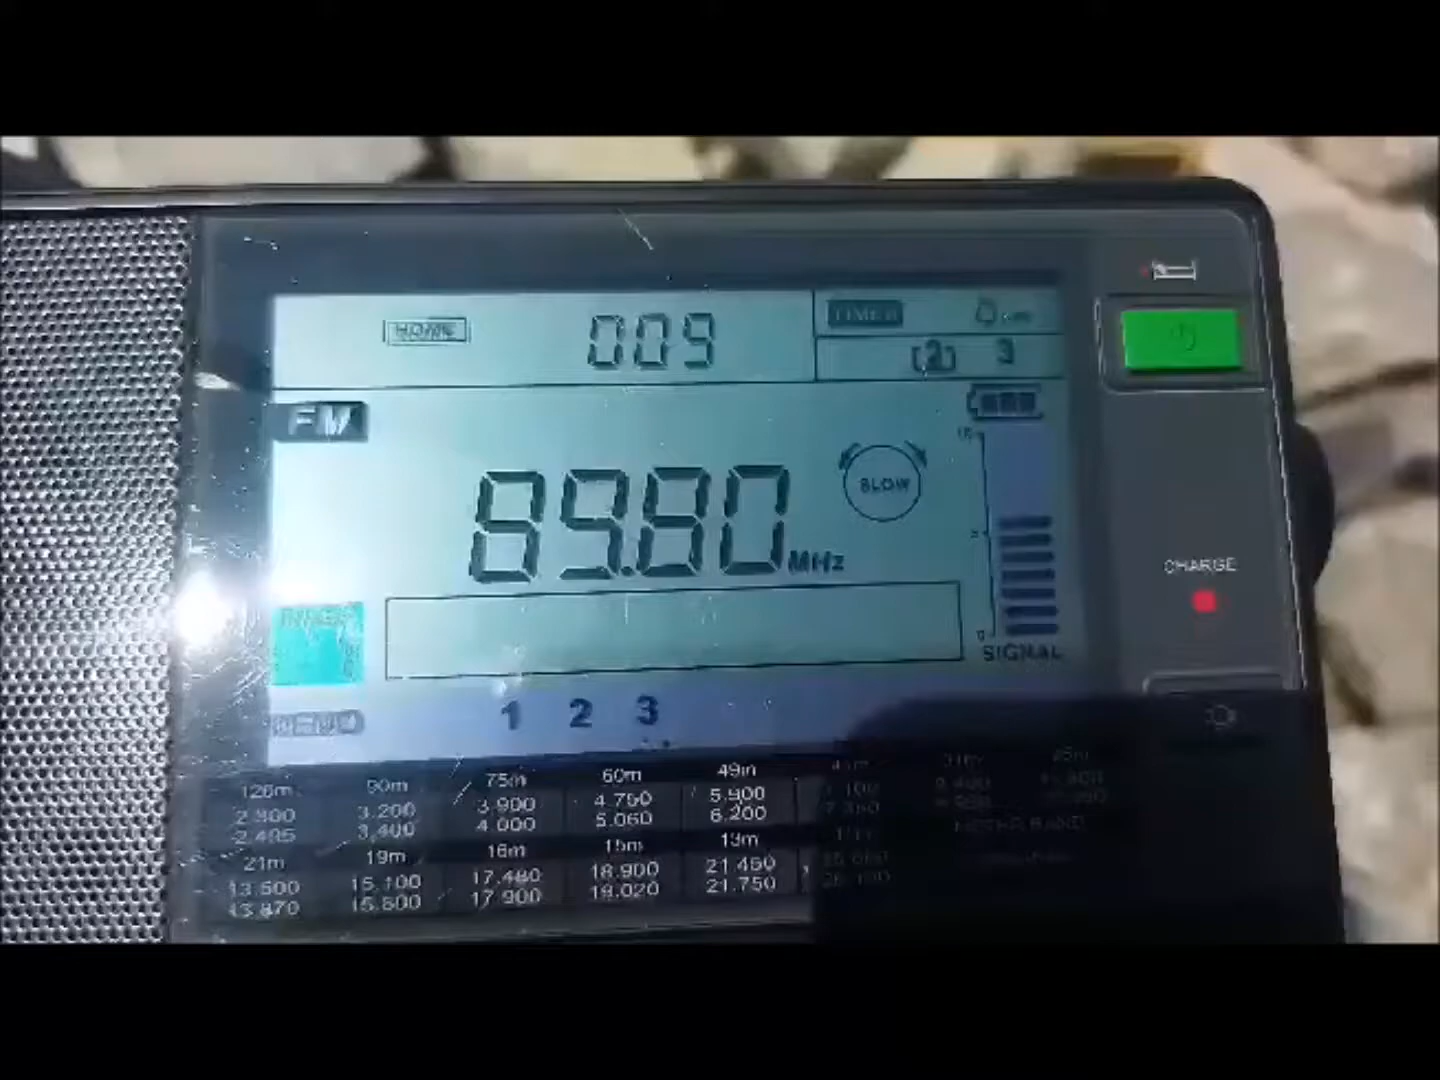 HOME 009 TIMER
[2] 3
FM
89.80 MHz
SLOW
SIGNAL
CHARGE
1 2 3
120m 90m 75m 60m 49m
2.300 3.200 3.900 4.750 5.900
2.495 3.400 4.000 5.060 6.200
21m 19m 16m 15m 13m
13.500 15.100 17.480 18.900 21.450
13.870 15.800 17.900 19.020 21.750